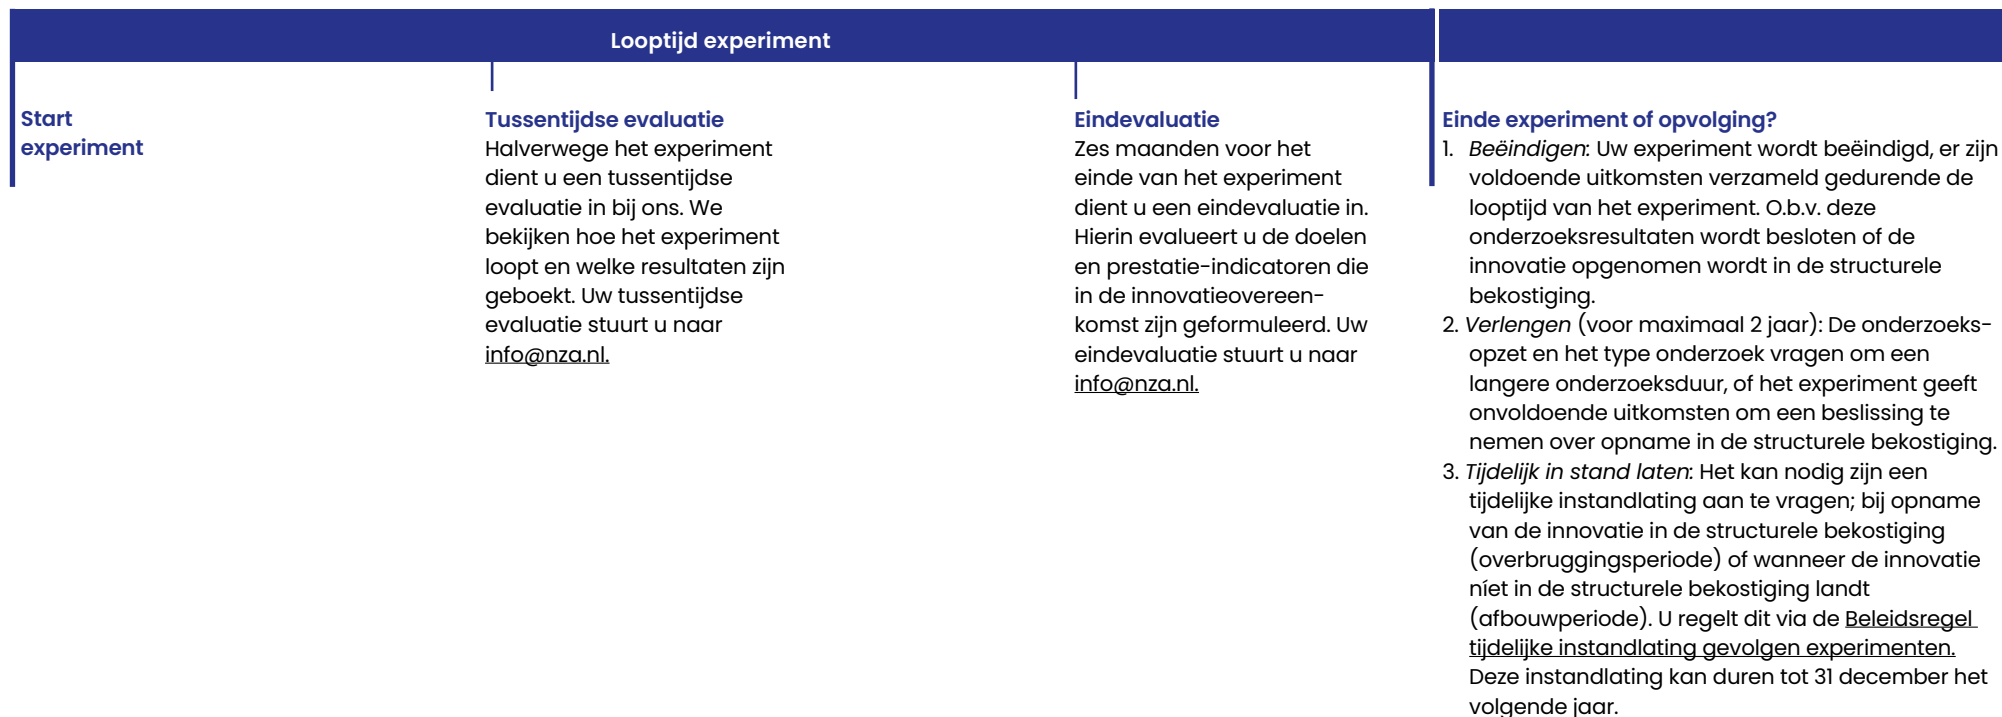 Looptijd experiment
Start
experiment
Tussentijdse evaluatie
Halverwege het experiment
dient u een tussentijdse
evaluatie in bij ons. We
bekijken hoe het experiment
loopt en welke resultaten zijn
geboekt. Uw tussentijdse
evaluatie stuurt u naar
info@nza.nl.
Eindevaluatie
Zes maanden voor het
einde van het experiment
dient u een eindevaluatie in.
Hierin evalueert u de doelen
en prestatie-indicatoren die
in de innovatieovereen-
komst zijn geformuleerd. Uw
eindevaluatie stuurt u naar
info@nza.nl.
Einde experiment of opvolging?
1. Beëindigen: Uw experiment wordt beëindigd, er zijn
voldoende uitkomsten verzameld gedurende de
looptijd van het experiment. O.b.v. deze
onderzoeksresultaten wordt besloten of de
innovatie opgenomen wordt in de structurele
bekostiging.
2. Verlengen (voor maximaal 2 jaar): De onderzoeks-
opzet en het type onderzoek vragen om een
langere onderzoeksduur, of het experiment geeft
onvoldoende uitkomsten om een beslissing te
nemen over opname in de structurele bekostiging.
3. Tijdelijk in stand laten: Het kan nodig zijn een
tijdelijke instandlating aan te vragen; bij opname
van de innovatie in de structurele bekostiging
(overbruggingsperiode) of wanneer de innovatie
níet in de structurele bekostiging landt
(afbouwperiode). U regelt dit via de Beleidsregel
tijdelijke instandlating gevolgen experimenten.
Deze instandlating kan duren tot 31 december het
volgende jaar.